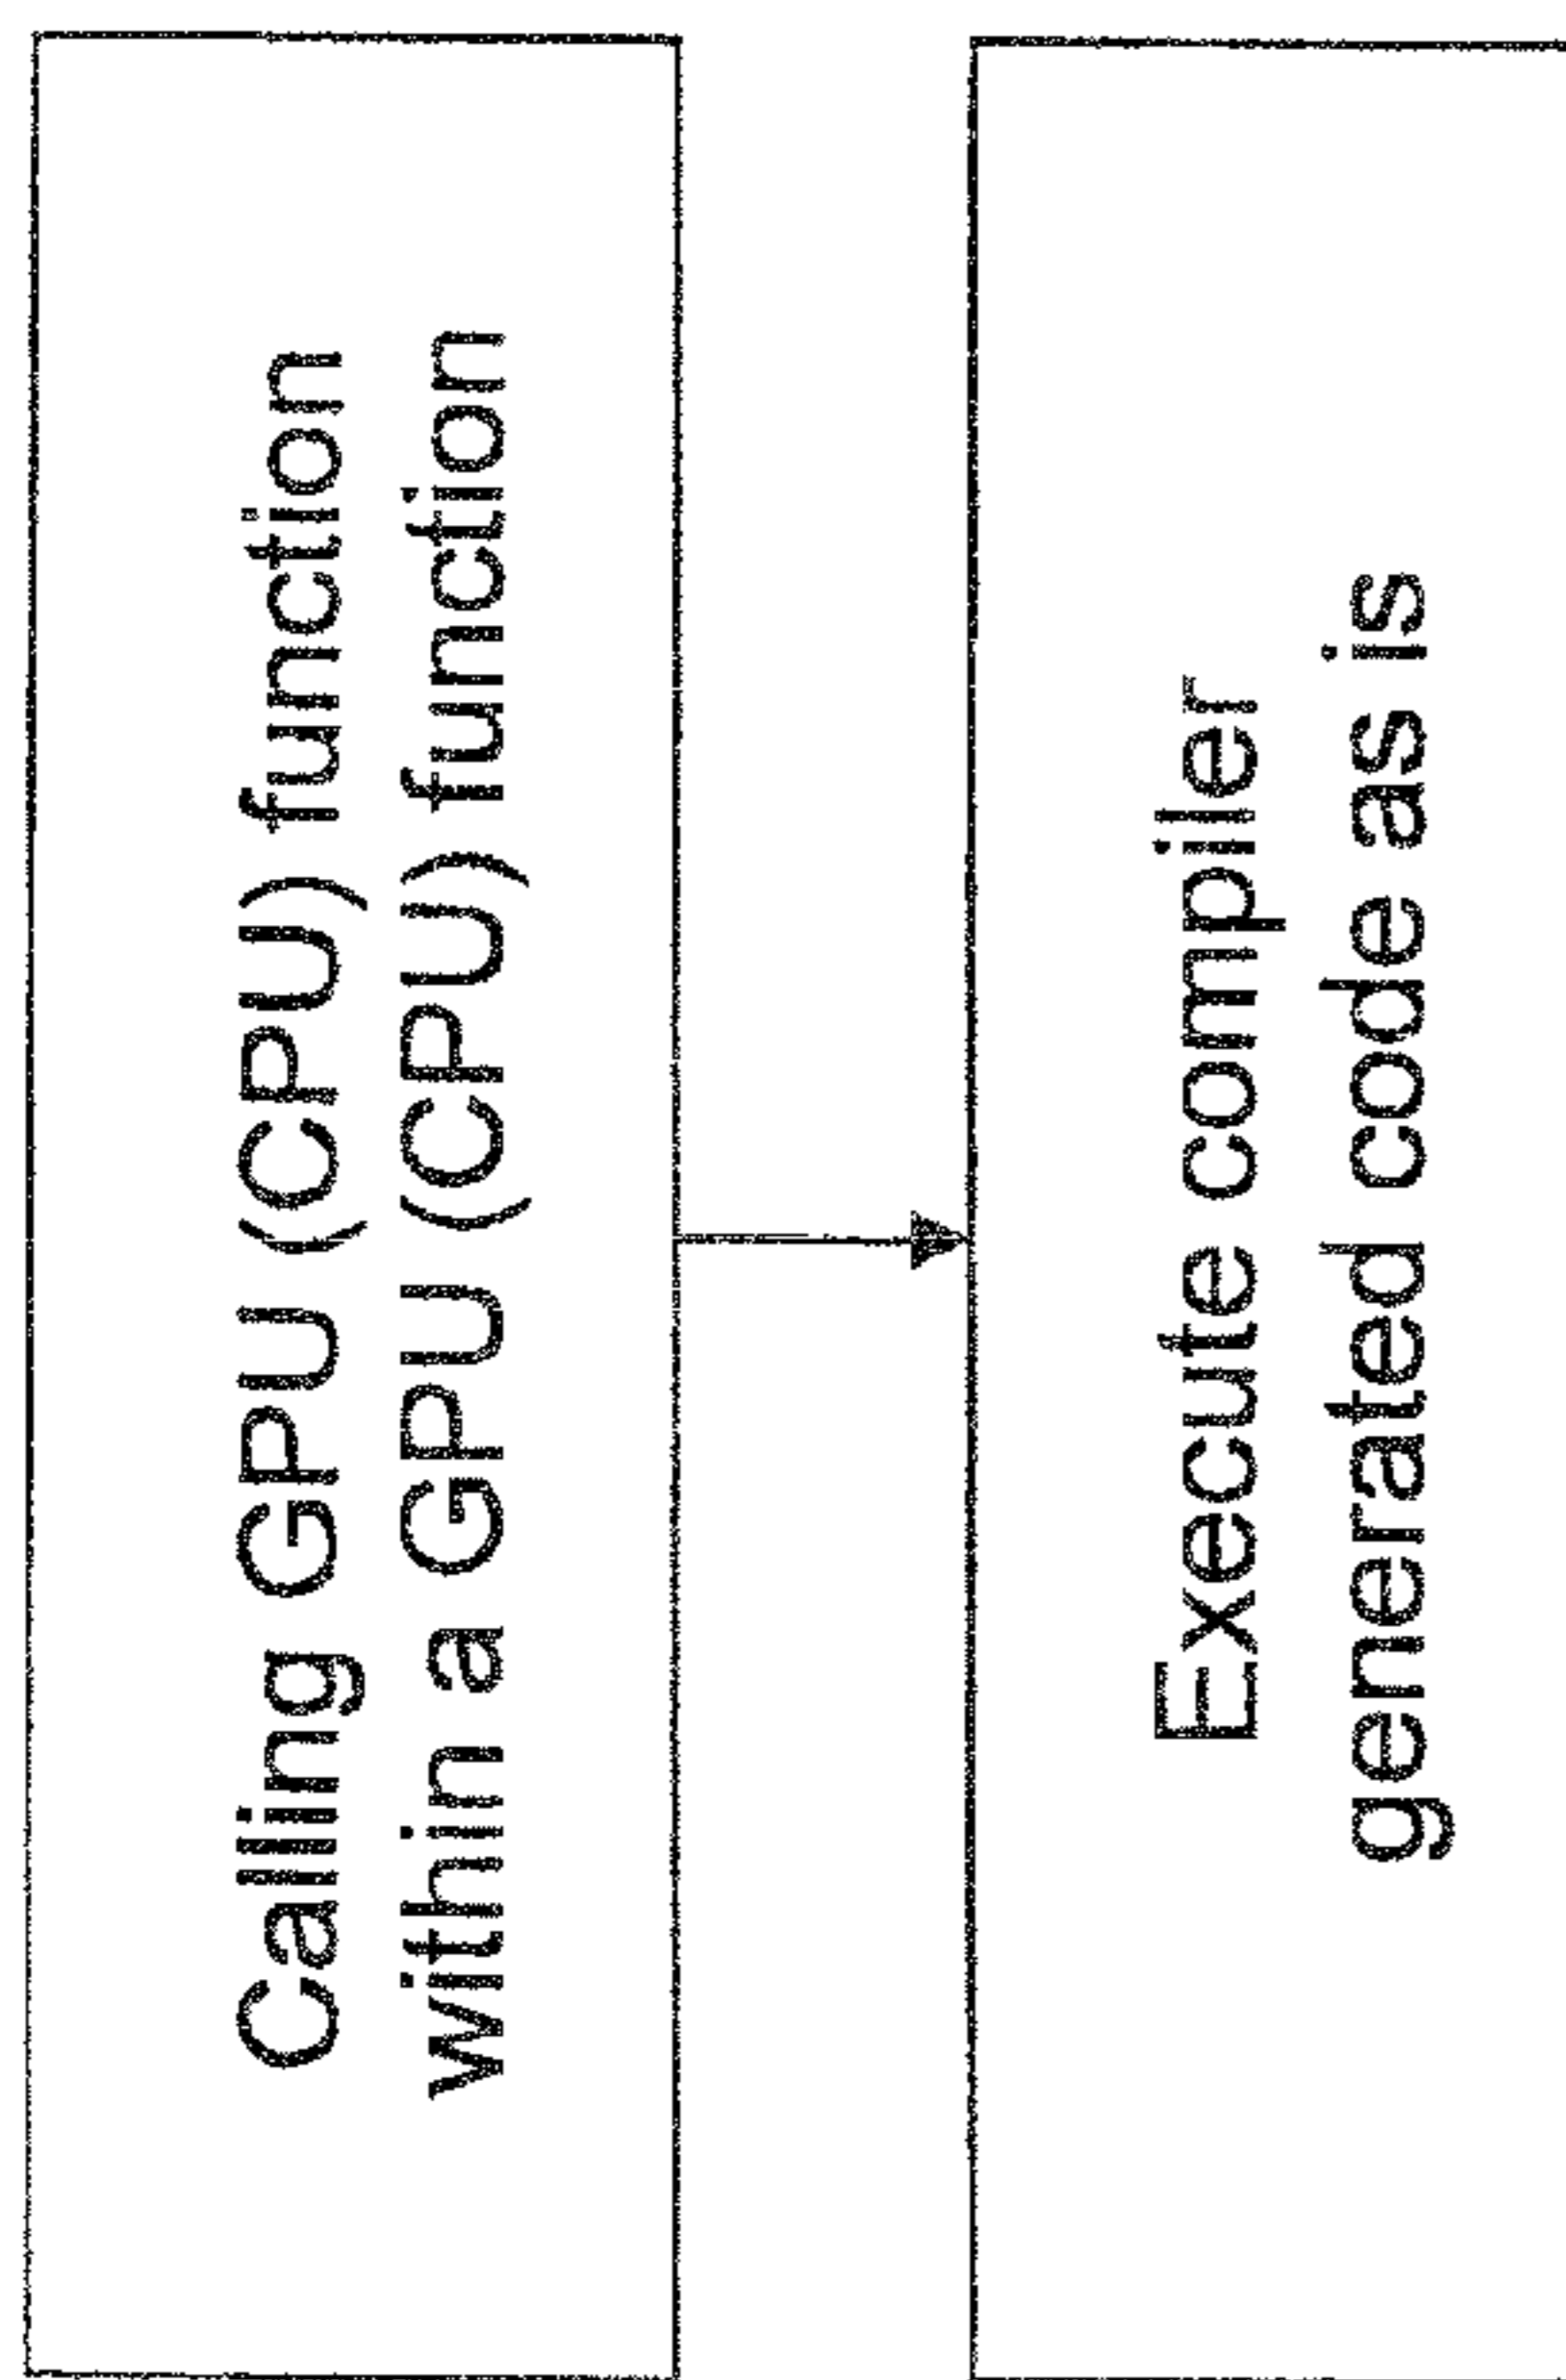 Calling GPU (CPU) function
within a GPU (CPU) function
Execute compiler
generated code as is